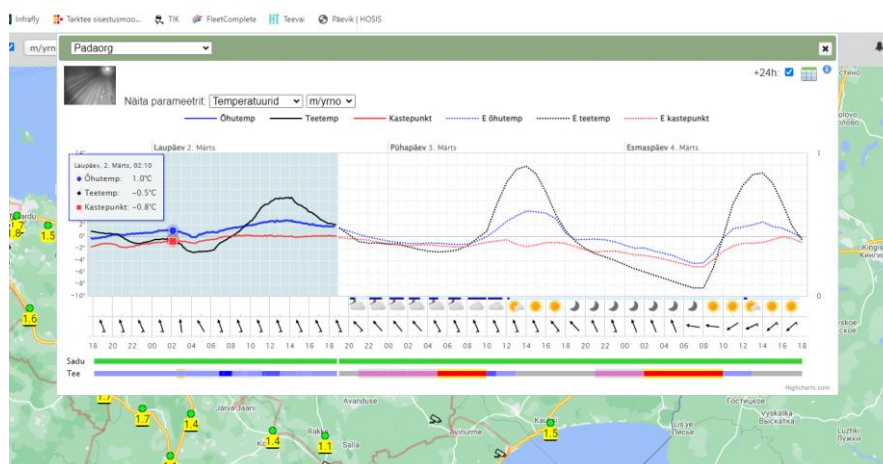 Infrafly Tarktee sisestusmoo... TIK FleetComplete Teevai Päevik | HOSIS
m/yrn
Padaorg
+24h:
Näita parameetrit: Temperatuurid m/yrno
Õhutemp Teetemp Kastepunkt E õhutemp E teetemp E kastepunkt
Laupäev 2. Märts Pühapäev 3. Märts Esmaspäev 4. Märts
14°
Laupäev, 2. Märts, 02:10
Õhutemp: 1.0°C
Teetemp: −0.5°C
Kastepunkt: −0.8°C
2°
0°
−2°
−4°
−6°
−8°
−10°
1
0
18 20 22 00 02 04 06 08 10 12 14 16 18 20 22 00 02 04 06 08 10 12 14 16 18 20 22 00 02 04 06 08 10 12 14 16 18
Sadu
Tee
Highcharts.com
1.7
1.8
1.5
1.6
Kingis
Кингис
1.7
1.4
Järva-Jaani
1.4
1.1
Salla
Avanduse
Avinurme
1.5
Гостицкое
Vyskatka
Выскатка
Luzhki
Лужки